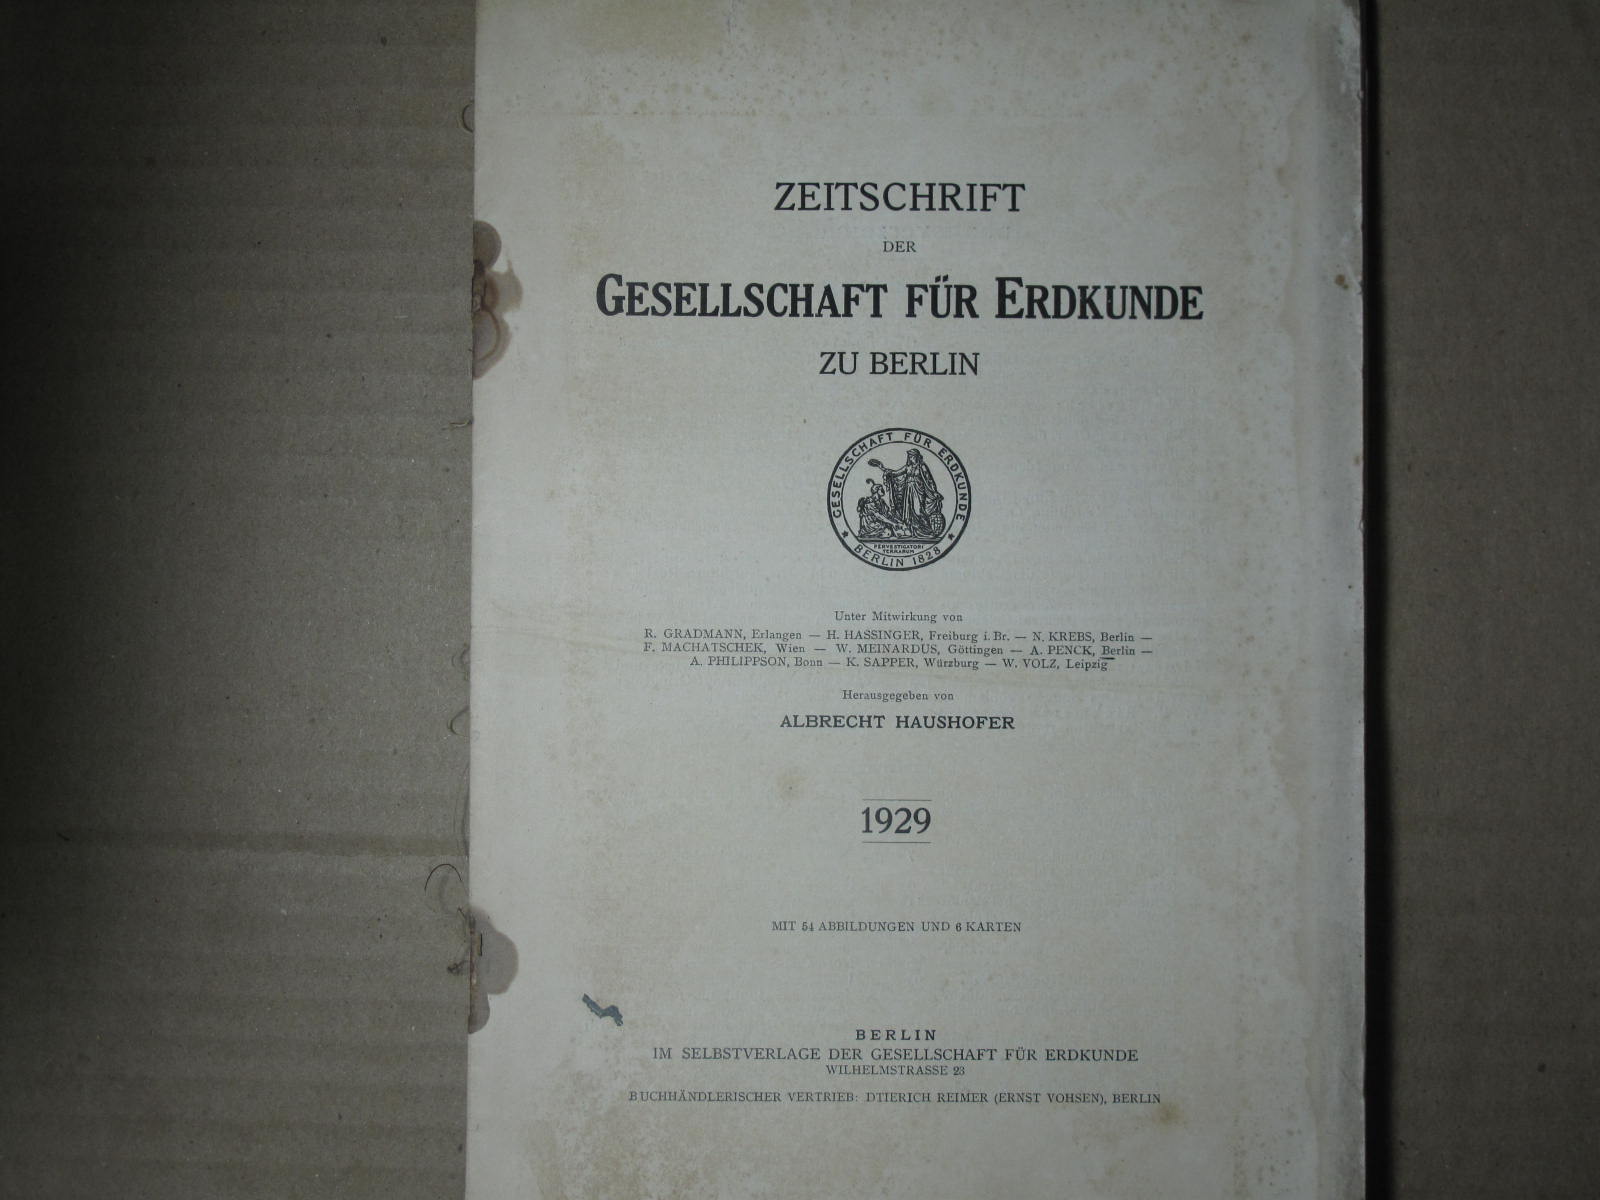 ZEITSCHRIFT
DER
GESELLSCHAFT FÜR ERDKUNDE
ZU BERLIN
GESELLSCHAFT FÜR ERDKUNDE
PERVESTIGATORI
TERRARUM
★ BERLIN 1828 ★
Unter Mitwirkung von
R. GRADMANN, Erlangen — H. HASSINGER, Freiburg i. Br. — N. KREBS, Berlin —
F. MACHATSCHEK, Wien — W. MEINARDUS, Göttingen — A. PENCK, Berlin —
A. PHILIPPSON, Bonn — K. SAPPER, Würzburg — W. VOLZ, Leipzig
Herausgegeben von
ALBRECHT HAUSHOFER
1929
MIT 54 ABBILDUNGEN UND 6 KARTEN
BERLIN
IM SELBSTVERLAGE DER GESELLSCHAFT FÜR ERDKUNDE
WILHELMSTRASSE 23
BUCHHÄNDLERISCHER VERTRIEB: DTIERICH REIMER (ERNST VOHSEN), BERLIN